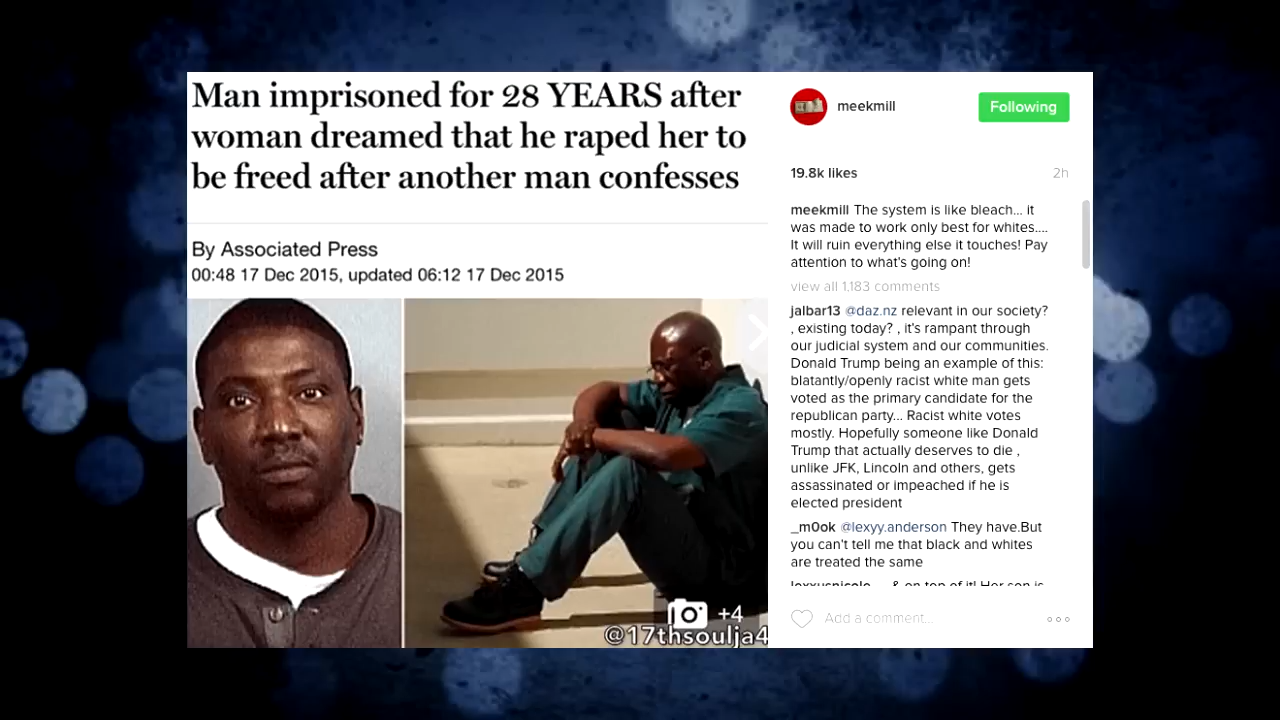 Man imprisoned for 28 YEARS after
woman dreamed that he raped her to
be freed after another man confesses
By Associated Press
00:48 17 Dec 2015, updated 06:12 17 Dec 2015
+4
@17thsoulja4
meekmill
Following
19.8k likes
2h
meekmill The system is like bleach... it
was made to work only best for whites....
It will ruin everything else it touches! Pay
attention to what's going on!
view all 1,183 comments
jalbar13 @daz.nz relevant in our society?
, existing today? , it's rampant through
our judicial system and our communities.
Donald Trump being an example of this:
blatantly/openly racist white man gets
voted as the primary candidate for the
republican party... Racist white votes
mostly. Hopefully someone like Donald
Trump that actually deserves to die ,
unlike JFK, Lincoln and others, gets
assassinated or impeached if he is
elected president
_m0ok @lexyy.anderson They have.But
you can't tell me that black and whites
are treated the same
& on top of it! Her son is
Add a comment...